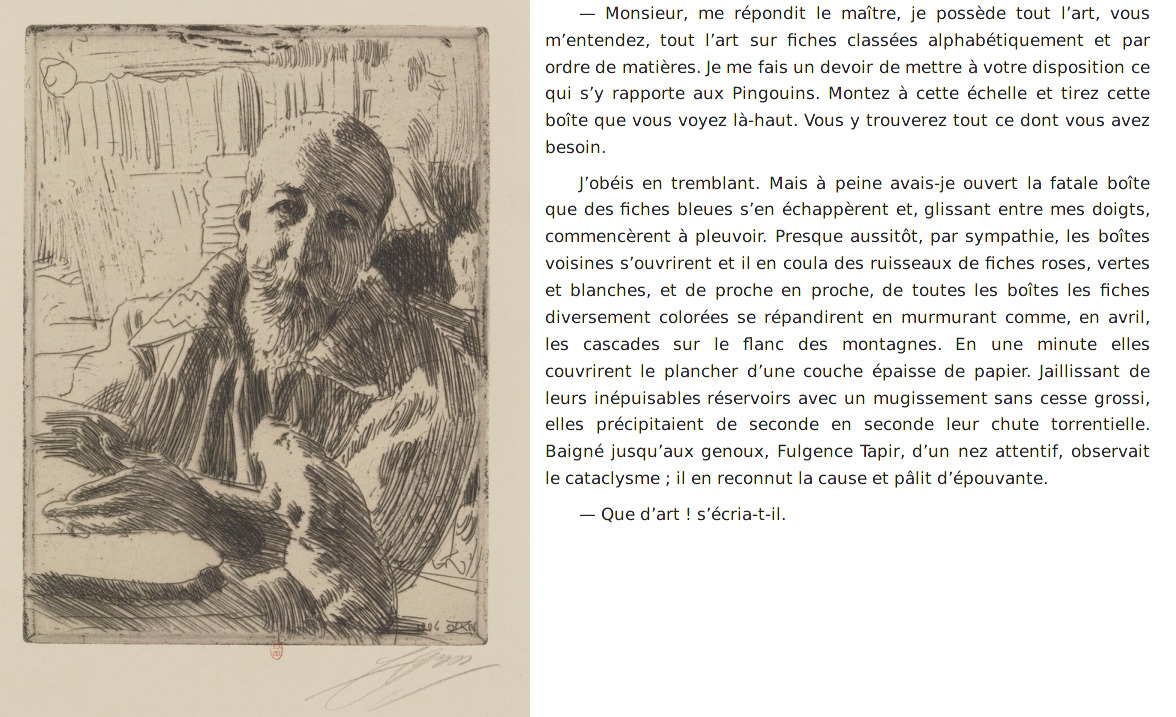 — Monsieur, me répondit le maître, je possède tout l’art, vous
m’entendez, tout l’art sur fiches classées alphabétiquement et par
ordre de matières. Je me fais un devoir de mettre à votre disposition ce
qui s’y rapporte aux Pingouins. Montez à cette échelle et tirez cette
boîte que vous voyez là-haut. Vous y trouverez tout ce dont vous avez
besoin.
J’obéis en tremblant. Mais à peine avais-je ouvert la fatale boîte
que des fiches bleues s’en échappèrent et, glissant entre mes doigts,
commencèrent à pleuvoir. Presque aussitôt, par sympathie, les boîtes
voisines s’ouvrirent et il en coula des ruisseaux de fiches roses, vertes
et blanches, et de proche en proche, de toutes les boîtes les fiches
diversement colorées se répandirent en murmurant comme, en avril,
les cascades sur le flanc des montagnes. En une minute elles
couvrirent le plancher d’une couche épaisse de papier. Jaillissant de
leurs inépuisables réservoirs avec un mugissement sans cesse grossi,
elles précipitaient de seconde en seconde leur chute torrentielle.
Baigné jusqu’aux genoux, Fulgence Tapir, d’un nez attentif, observait
le cataclysme ; il en reconnut la cause et pâlit d’épouvante.
— Que d’art ! s’écria-t-il.